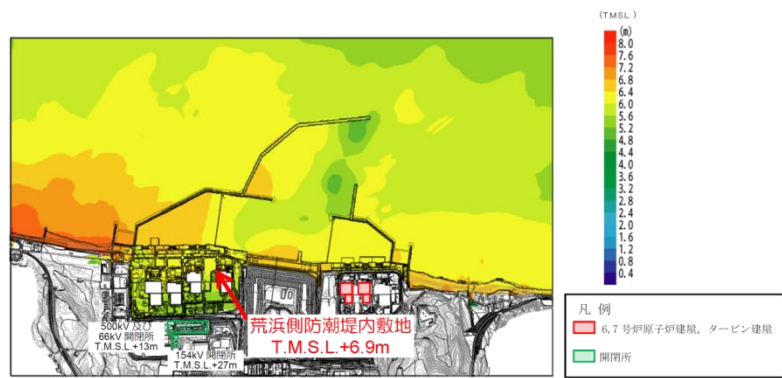 (TMSL.)
(m)
8.0
7.6
7.2
6.8
6.4
6.0
5.6
5.2
4.8
4.4
4.0
3.6
3.2
2.8
2.4
2.0
1.6
1.2
0.8
0.4
荒浜側防潮堤内敷地
T.M.S.L.+6.9m
500kV 及び
66kV 開閉所
T.M.S.L.+13m
154kV 開閉所
T.M.S.L.+27m
凡 例
6,7 号炉原子炉建屋，タービン建屋
開閉所